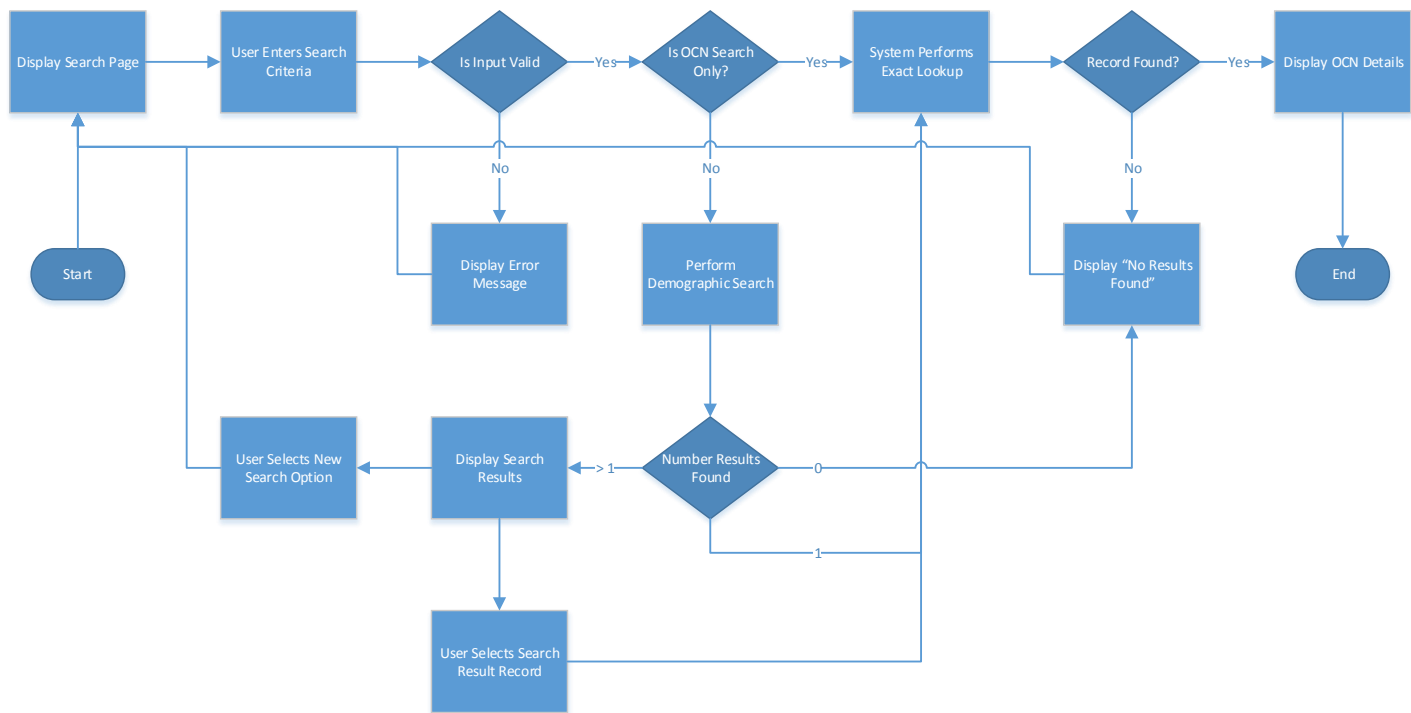 Display Search Page
User Enters Search
Criteria
Is Input Valid
Yes
Is OCN Search
Only?
Yes
System Performs
Exact Lookup
Record Found?
Yes
Display OCN Details
No
No
No
Start
Display Error
Message
Perform
Demographic Search
Display “No Results
Found”
End
User Selects New
Search Option
Display Search
Results
> 1
Number Results
Found
0
1
User Selects Search
Result Record